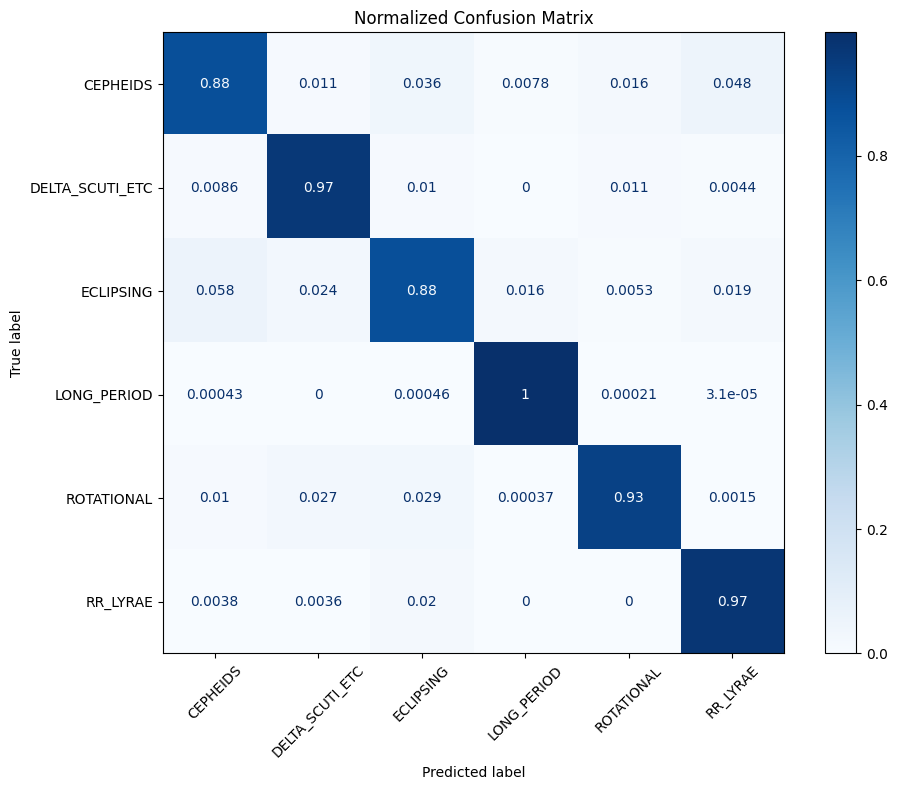 Normalized Confusion Matrix
CEPHEIDS 0.88 0.011 0.036 0.0078 0.016 0.048
DELTA_SCUTI_ETC 0.0086 0.97 0.01 0 0.011 0.0044
ECLIPSING 0.058 0.024 0.88 0.016 0.0053 0.019
LONG_PERIOD 0.00043 0 0.00046 1 0.00021 3.1e-05
ROTATIONAL 0.01 0.027 0.029 0.00037 0.93 0.0015
RR_LYRAE 0.0038 0.0036 0.02 0 0 0.97
True label
CEPHEIDS DELTA_SCUTI_ETC ECLIPSING LONG_PERIOD ROTATIONAL RR_LYRAE
Predicted label
0.8
0.6
0.4
0.2
0.0